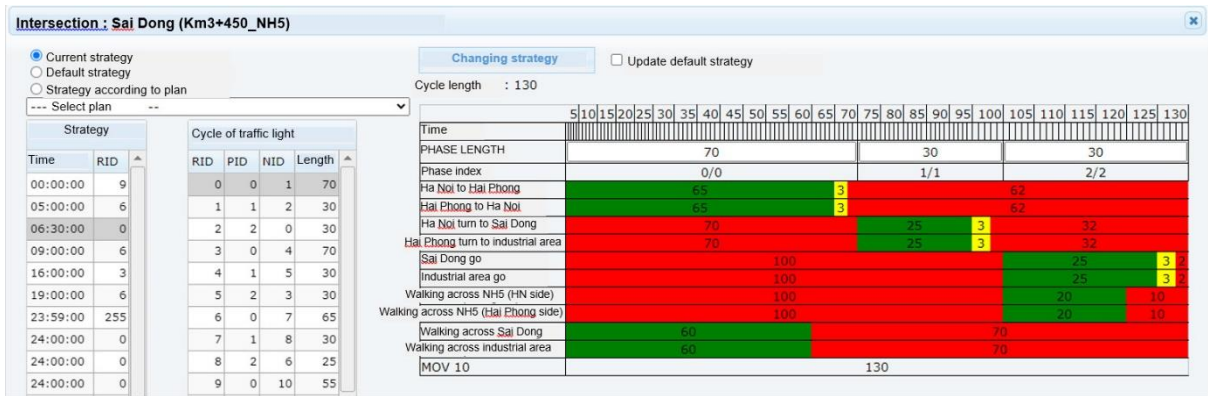 Intersection : Sai Dong (Km3+450_NH5)
Current strategy
Default strategy
Strategy according to plan
--- Select plan --
Changing strategy
Update default strategy
Cycle length : 130
Strategy
Time RID
00:00:00 9
05:00:00 6
06:30:00 0
09:00:00 6
16:00:00 3
19:00:00 6
23:59:00 255
24:00:00 0
24:00:00 0
24:00:00 0
Cycle of traffic light
RID PID NID Length
0 0 1 70
1 1 2 30
2 2 0 30
3 0 4 70
4 1 5 30
5 2 3 30
6 0 7 65
7 1 8 30
8 2 6 25
9 0 10 55
5 10 15 20 25 30 35 40 45 50 55 60 65 70 75 80 85 90 95 100 105 110 115 120 125 130
Time
PHASE LENGTH 70 30 30
Phase index 0/0 1/1 2/2
Ha Noi to Hai Phong 65 3 62
Hai Phong to Ha Noi 65 3 62
Ha Noi turn to Sai Dong 70 25 3 32
Hai Phong turn to industrial area 70 25 3 32
Sai Dong go 100 25 3 2
Industrial area go 100 25 3 2
Walking across NH5 (HN side) 100 20 10
Walking across NH5 (Hai Phong side) 100 20 10
Walking across Sai Dong 60 70
Walking across industrial area 60 70
MOV 10 130